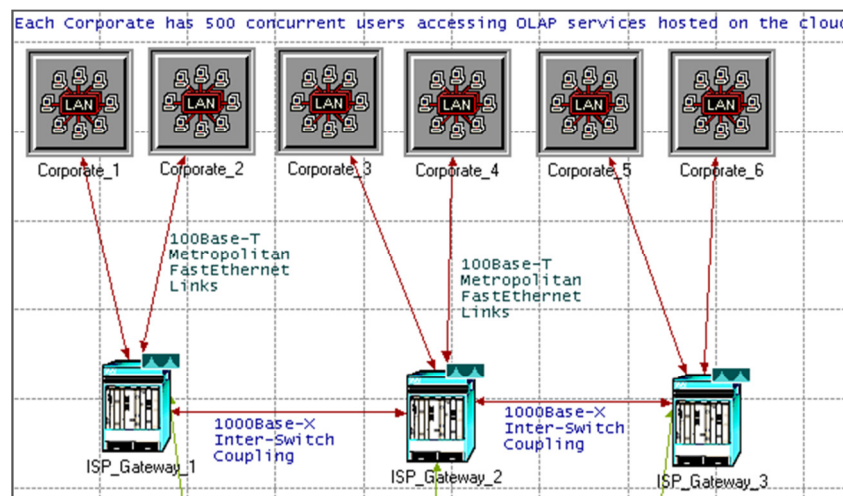 Each Corporate has 500 concurrent users accessing OLAP services hosted on the cloud
LAN LAN LAN LAN LAN LAN
Corporate_1 Corporate_2 Corporate_3 Corporate_4 Corporate_5 Corporate_6
100Base-T
Metropolitan
FastEthernet
Links
100Base-T
Metropolitan
FastEthernet
Links
1000Base-X
Inter-Switch
Coupling
1000Base-X
Inter-Switch
Coupling
ISP_Gateway_1 ISP_Gateway_2 ISP_Gateway_3